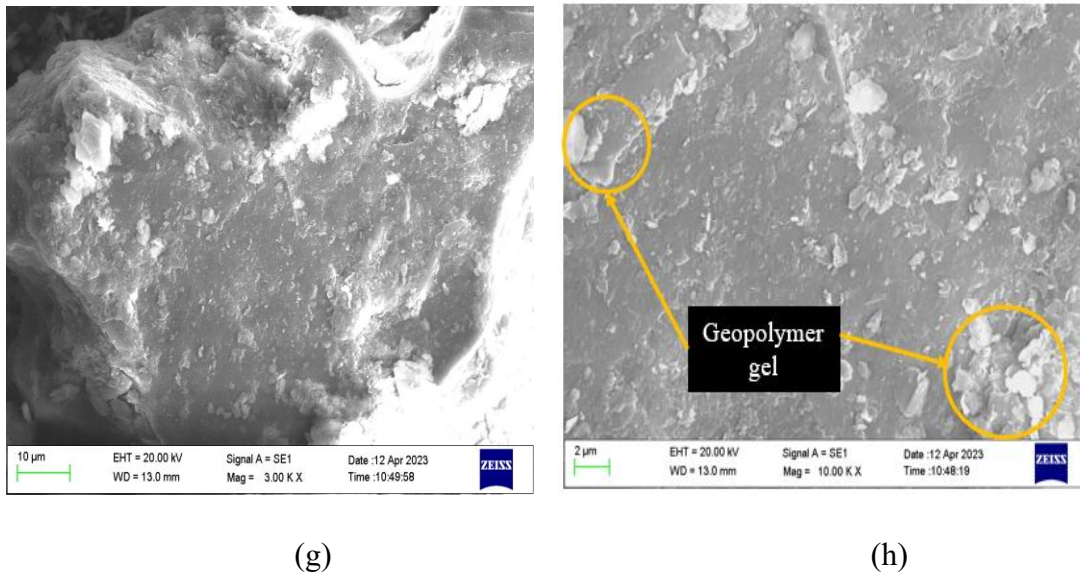 Geopolymer
gel
10 µm
EHT = 20.00 kV
Signal A = SE1
Date :12 Apr 2023
WD = 13.0 mm
Mag = 3.00 K X
Time :10:49:58
ZEISS
2 µm
EHT = 20.00 kV
Signal A = SE1
Date :12 Apr 2023
WD = 13.0 mm
Mag = 10.00 K X
Time :10:48:19
ZEISS
(g)
(h)